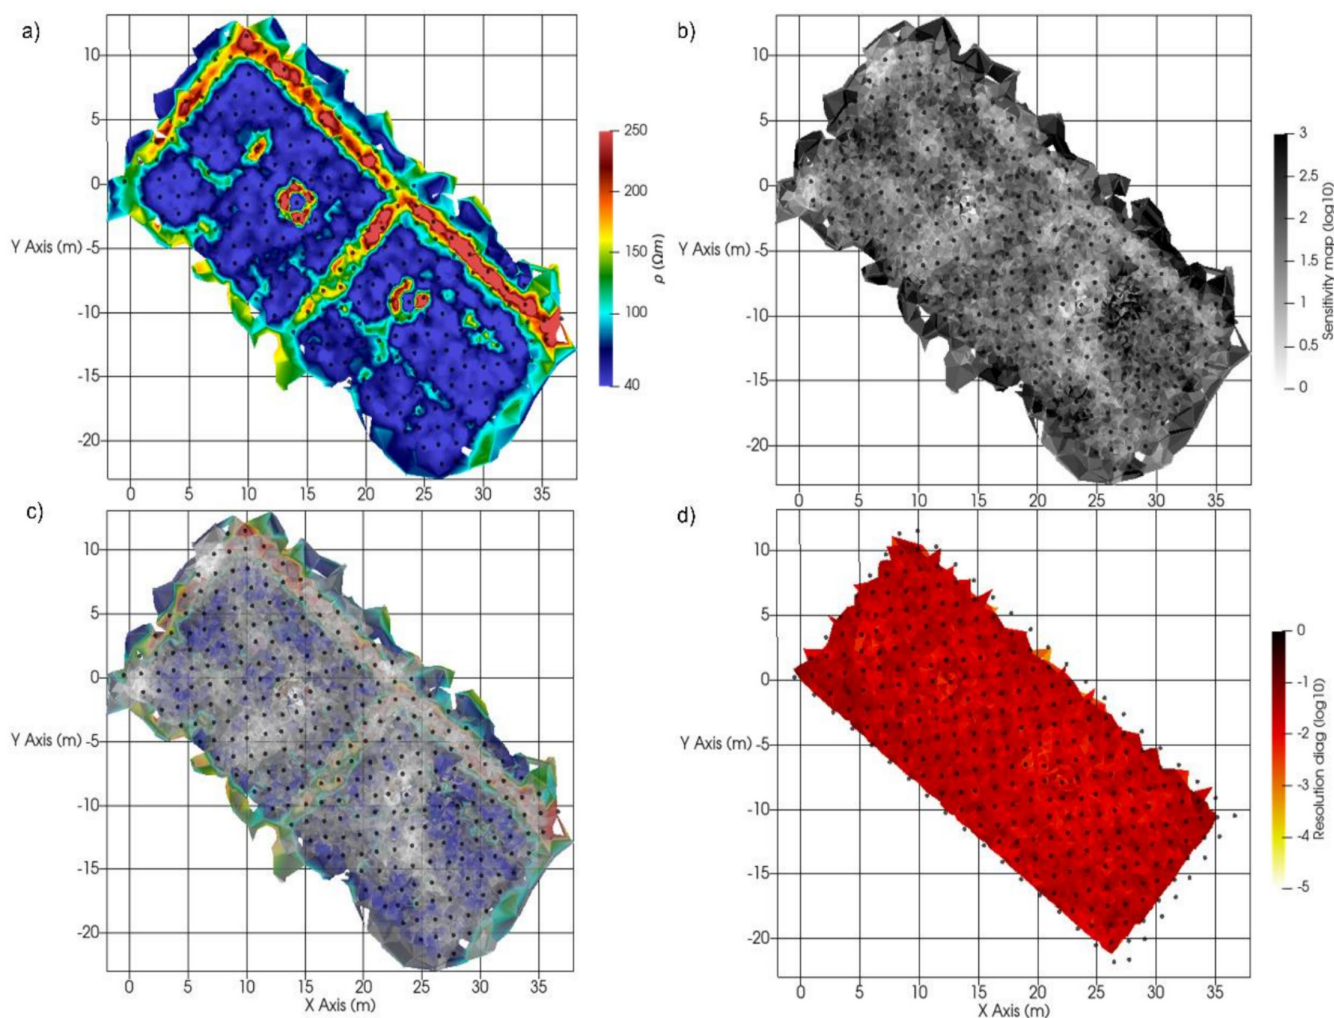 a)
10
5
0
Y Axis (m)
-5
-10
-15
-20
0 5 10 15 20 25 30 35
250
200
150
100
40
ρ (Ωm)
b)
10
5
0
Y Axis (m)
-5
-10
-15
-20
0 5 10 15 20 25 30 35
3
2.5
2
1.5
1
0.5
0
Sensitivity map (log10)
c)
10
5
0
Y Axis (m)
-5
-10
-15
-20
0 5 10 15 20 25 30 35
X Axis (m)
d)
10
5
0
Y Axis (m)
-5
-10
-15
-20
0 5 10 15 20 25 30 35
X Axis (m)
0
-1
-2
-3
-4
-5
Resolution diag (log10)